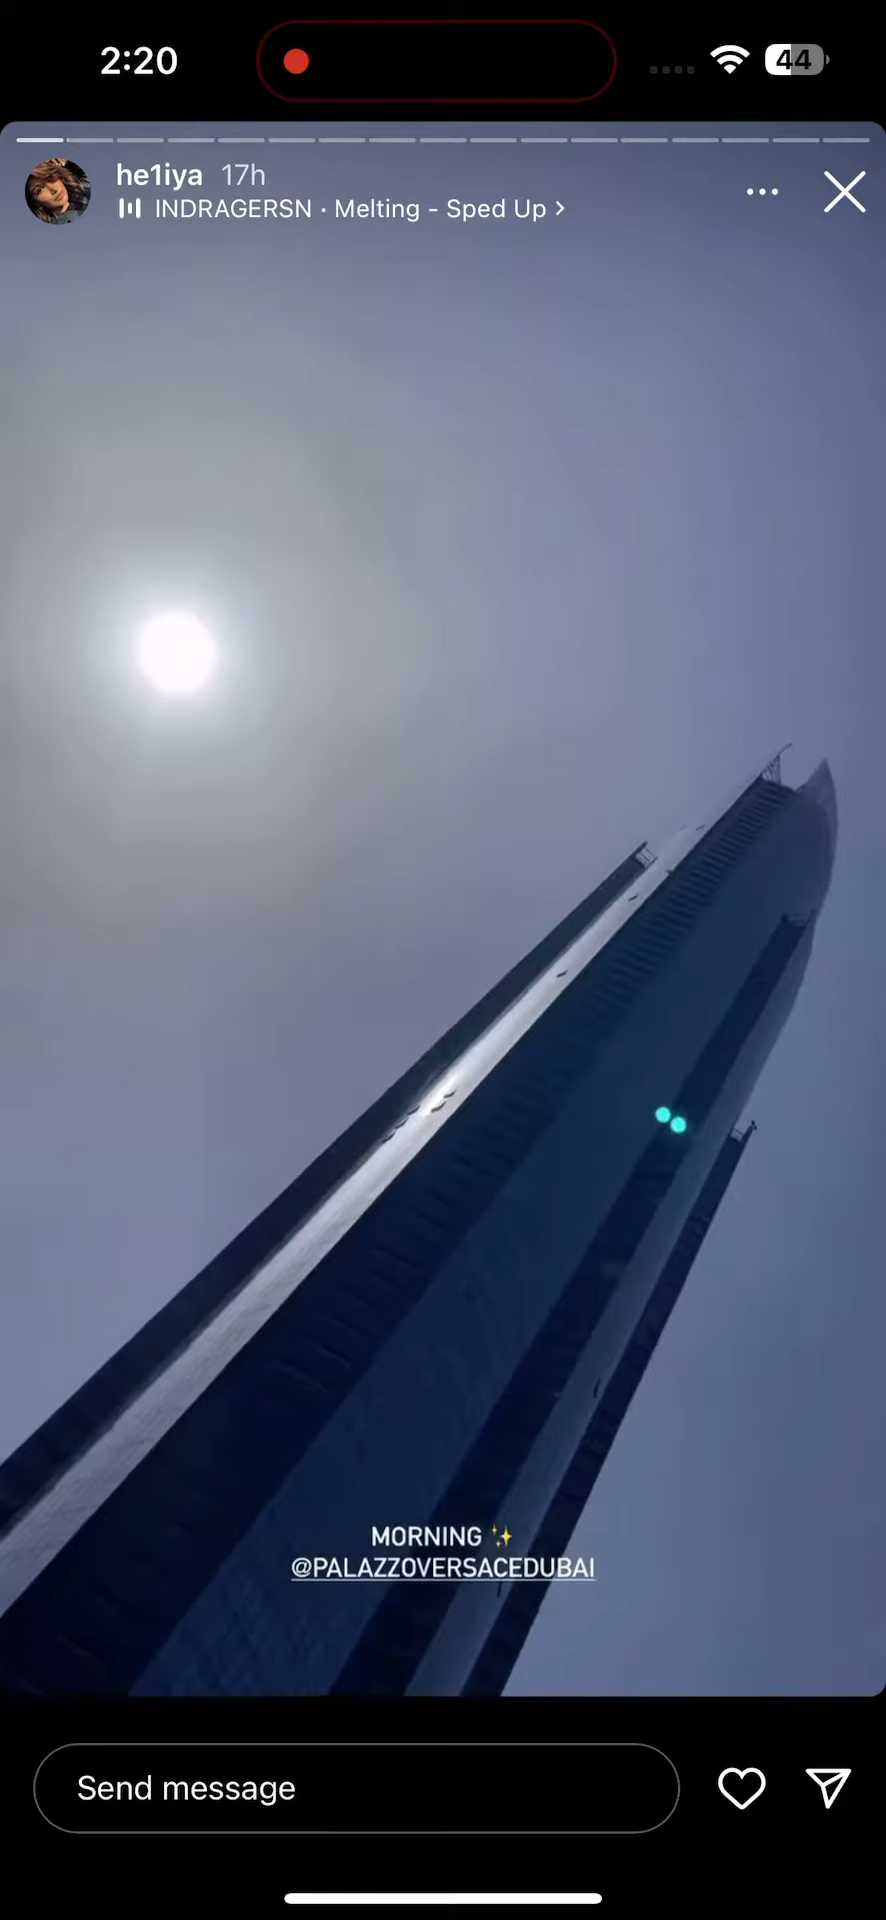 2:20
44
he1iya 17h
INDRAGERSN · Melting - Sped Up >
MORNING ✨
@PALAZZOVERSACEDUBAI
Send message